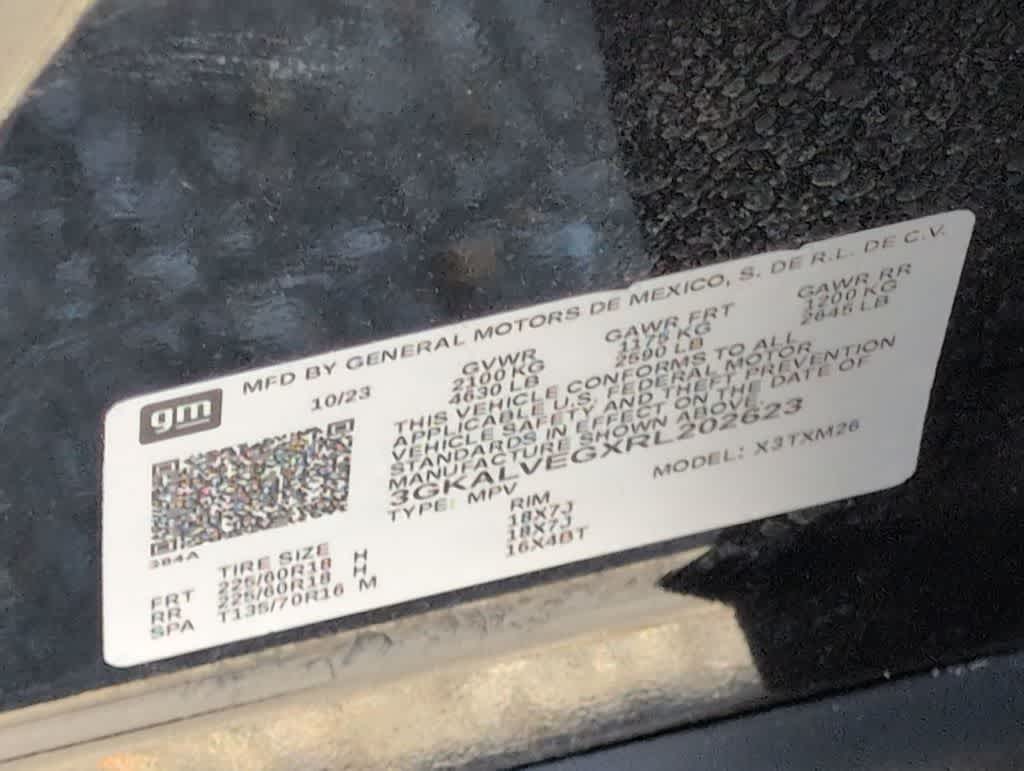 gm
MFD BY GENERAL MOTORS DE MEXICO, S. DE R.L. DE C.V.
10/23
GVWR GAWR FRT GAWR RR
2100 KG 1175 KG 1200 KG
4630 LB 2590 LB 2645 LB
THIS VEHICLE CONFORMS TO ALL
APPLICABLE U.S. FEDERAL MOTOR
VEHICLE SAFETY, AND THEFT PREVENTION
STANDARDS IN EFFECT ON THE DATE OF
MANUFACTURE SHOWN ABOVE.
3GKALVEGXRL202623
TYPE: MPV MODEL: X3TXM26
384A
TIRE SIZE RIM
FRT 225/60R18 H 18X7J
RR 225/60R18 H 18X7J
SPA T135/70R16 M 16X4BT